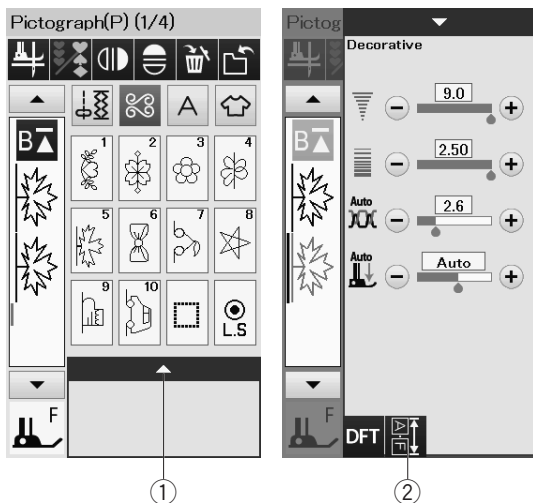 Pictograph(P) (1/4)
A
B
1
2
3
4
5
6
7
8
9
10
L.S
F
①
Pictog
Decorative
B
9.0
2.50
Auto
2.6
Auto
Auto
F
DFT
A
F
②